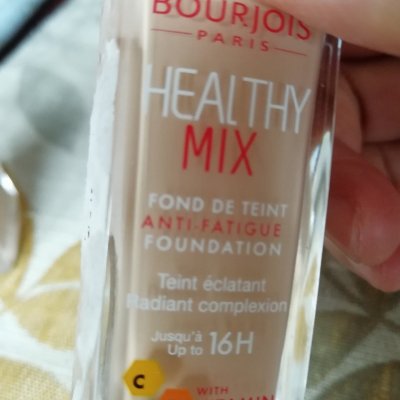 BOURJOIS
PARIS
HEALTHY
MIX
FOND DE TEINT
ANTI-FATIGUE
FOUNDATION
Teint éclatant
Radiant complexion
Jusqu'à
Up to 16H
C
WITH